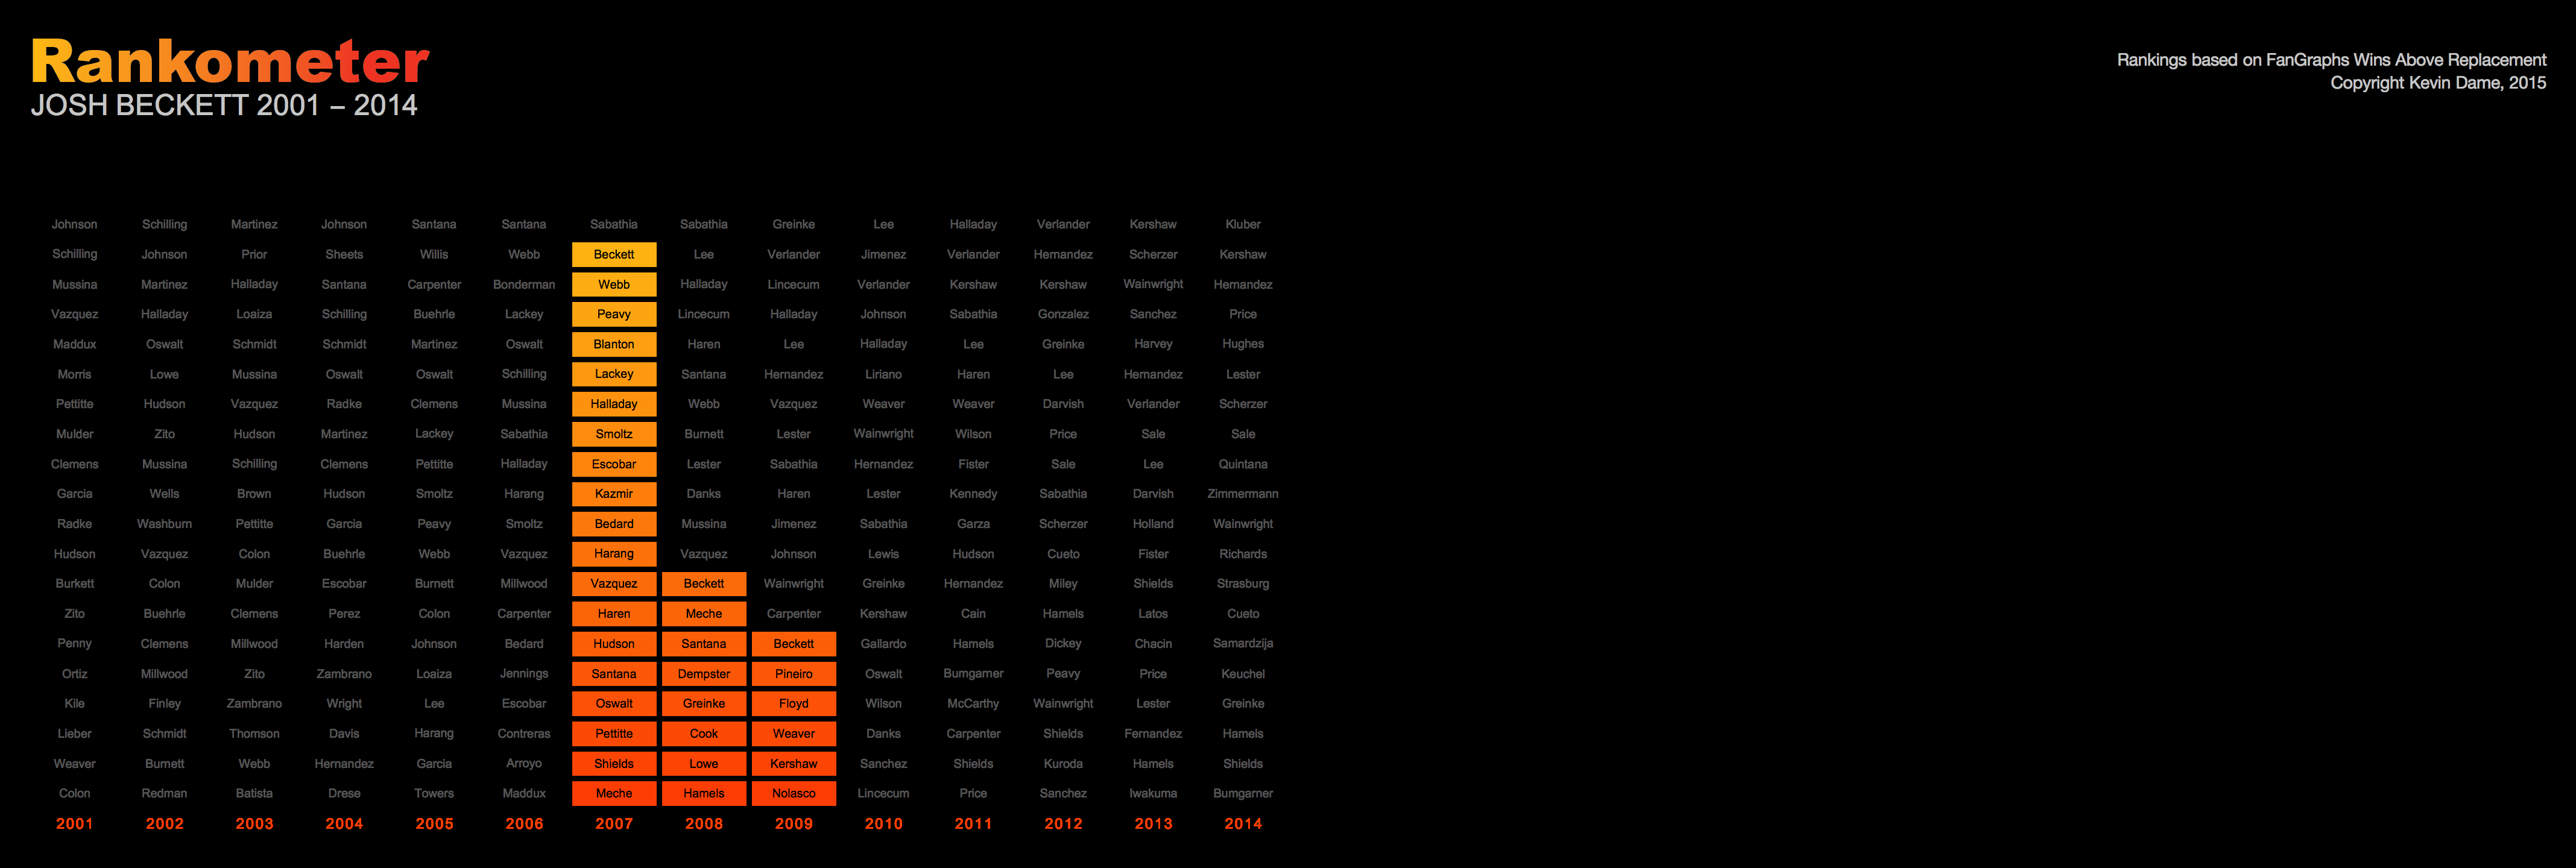 Rankometer
JOSH BECKETT 2001 – 2014
Rankings based on FanGraphs Wins Above Replacement
Copyright Kevin Dame, 2015
Johnson Schilling Martinez Johnson Santana Santana Sabathia Sabathia Greinke Lee Halladay Verlander Kershaw Kluber
Schilling Johnson Prior Sheets Willis Webb Beckett Lee Verlander Jimenez Verlander Hernandez Scherzer Kershaw
Mussina Martinez Halladay Santana Carpenter Bonderman Webb Halladay Lincecum Verlander Kershaw Kershaw Wainwright Hernandez
Vazquez Halladay Loaiza Schilling Buehrle Lackey Peavy Lincecum Halladay Johnson Sabathia Gonzalez Sanchez Price
Maddux Oswalt Schmidt Schmidt Martinez Oswalt Blanton Haren Lee Halladay Lee Greinke Harvey Hughes
Morris Lowe Mussina Oswalt Oswalt Schilling Lackey Santana Hernandez Liriano Haren Lee Hernandez Lester
Pettitte Hudson Vazquez Radke Clemens Mussina Halladay Webb Vazquez Weaver Weaver Darvish Verlander Scherzer
Mulder Zito Hudson Martinez Lackey Sabathia Smoltz Burnett Lester Wainwright Wilson Price Sale Sale
Clemens Mussina Schilling Clemens Pettitte Halladay Escobar Lester Sabathia Hernandez Fister Sale Lee Quintana
Garcia Wells Brown Hudson Smoltz Harang Kazmir Danks Haren Lester Kennedy Sabathia Darvish Zimmermann
Radke Washburn Pettitte Garcia Peavy Smoltz Bedard Mussina Jimenez Sabathia Garza Scherzer Holland Wainwright
Hudson Vazquez Colon Buehrle Webb Vazquez Harang Vazquez Johnson Lewis Hudson Cueto Fister Richards
Burkett Colon Mulder Escobar Burnett Millwood Vazquez Beckett Wainwright Greinke Hernandez Miley Shields Strasburg
Zito Buehrle Clemens Perez Colon Carpenter Haren Meche Carpenter Kershaw Cain Hamels Latos Cueto
Penny Clemens Millwood Harden Johnson Bedard Hudson Santana Beckett Gallardo Hamels Dickey Chacin Samardzija
Ortiz Millwood Zito Zambrano Loaiza Jennings Santana Dempster Pineiro Oswalt Bumgarner Peavy Price Keuchel
Kile Finley Zambrano Wright Lee Escobar Oswalt Greinke Floyd Wilson McCarthy Wainwright Lester Greinke
Lieber Schmidt Thomson Davis Harang Contreras Pettitte Cook Weaver Danks Carpenter Shields Fernandez Hamels
Weaver Burnett Webb Hernandez Garcia Arroyo Shields Lowe Kershaw Sanchez Shields Kuroda Hamels Shields
Colon Redman Batista Drese Towers Maddux Meche Hamels Nolasco Lincecum Price Sanchez Iwakuma Bumgarner
2001 2002 2003 2004 2005 2006 2007 2008 2009 2010 2011 2012 2013 2014